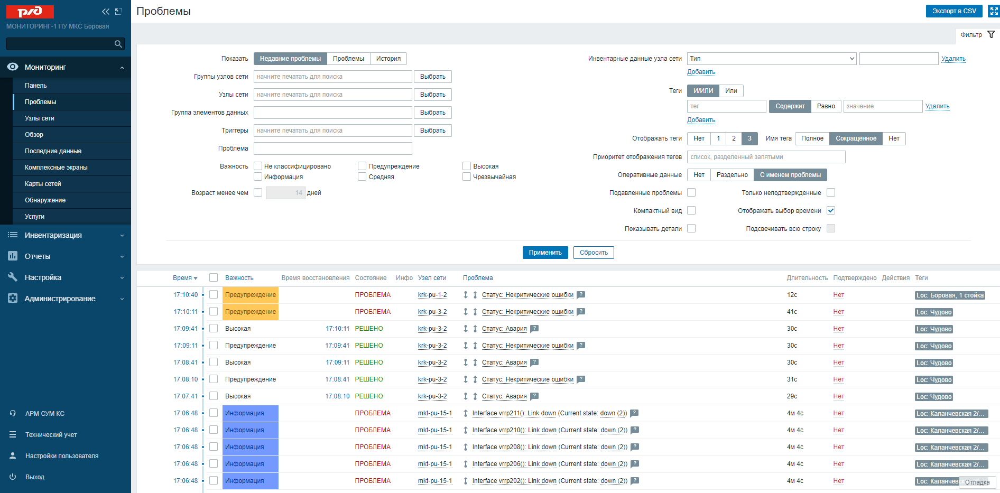 ржд
МОНИТОРИНГ-1 ПУ МКС Боровая
Мониторинг
Панель
Проблемы
Узлы сети
Обзор
Последние данные
Комплексные экраны
Карты сетей
Обнаружение
Услуги
Инвентаризация
Отчеты
Настройка
Администрирование
АРМ СУМ КС
Технический учет
Настройки пользователя
Выход
Проблемы
Экспорт в CSV
Фильтр
Показать Недавние проблемы Проблемы История
Группы узлов сети начните печатать для поиска Выбрать
Узлы сети начните печатать для поиска Выбрать
Группа элементов данных Выбрать
Триггеры начните печатать для поиска Выбрать
Проблема
Важность Не классифицировано Предупреждение Высокая
Информация Средняя Чрезвычайная
Возраст менее чем 14 дней
Инвентарные данные узла сети Тип Удалить
Добавить
Теги И/ИЛИ Или
тег Содержит Равно значение Удалить
Добавить
Отображать теги Нет 1 2 3 Имя тега Полное Сокращённое Нет
Приоритет отображения тегов список, разделенный запятыми
Оперативные данные Нет Раздельно С именем проблемы
Подавленные проблемы Только неподтвержденные
Компактный вид Отображать выбор времени
Показывать детали Подсвечивать всю строку
Применить Сбросить
Время Важность Время восстановления Состояние Инфо Узел сети Проблема Длительность Подтверждено Действия Теги
17:10:40 Предупреждение ПРОБЛЕМА krk-pu-1-2 Статус: Некритические ошибки ? 12с Нет Loc: Боровая, 1 стойка
17:10:11 Предупреждение ПРОБЛЕМА krk-pu-3-2 Статус: Некритические ошибки ? 41с Нет Loc: Чудово
17:09:41 Высокая 17:10:11 РЕШЕНО krk-pu-3-2 Статус: Авария ? 30с Нет Loc: Чудово
17:09:11 Предупреждение 17:09:41 РЕШЕНО krk-pu-3-2 Статус: Некритические ошибки ? 30с Нет Loc: Чудово
17:08:41 Высокая 17:09:11 РЕШЕНО krk-pu-3-2 Статус: Авария ? 30с Нет Loc: Чудово
17:08:10 Предупреждение 17:08:41 РЕШЕНО krk-pu-3-2 Статус: Некритические ошибки ? 31с Нет Loc: Чудово
17:07:41 Высокая 17:08:10 РЕШЕНО krk-pu-3-2 Статус: Авария ? 29с Нет Loc: Чудово
17:06:48 Информация ПРОБЛЕМА mkt-pu-15-1 Interface vrrp211(): Link down (Current state: down (2)) ? 4м 4с Нет Loc: Каланчевская 2/...
17:06:48 Информация ПРОБЛЕМА mkt-pu-15-1 Interface vrrp210(): Link down (Current state: down (2)) ? 4м 4с Нет Loc: Каланчевская 2/...
17:06:48 Информация ПРОБЛЕМА mkt-pu-15-1 Interface vrrp208(): Link down (Current state: down (2)) ? 4м 4с Нет Loc: Каланчевская 2/...
17:06:48 Информация ПРОБЛЕМА mkt-pu-15-1 Interface vrrp206(): Link down (Current state: down (2)) ? 4м 4с Нет Loc: Каланчевская 2/...
17:06:48 Информация ПРОБЛЕМА mkt-pu-15-1 Interface vrrp202(): Link down (Current state: down (2)) ? 4м 4с Нет Loc:
Отладка